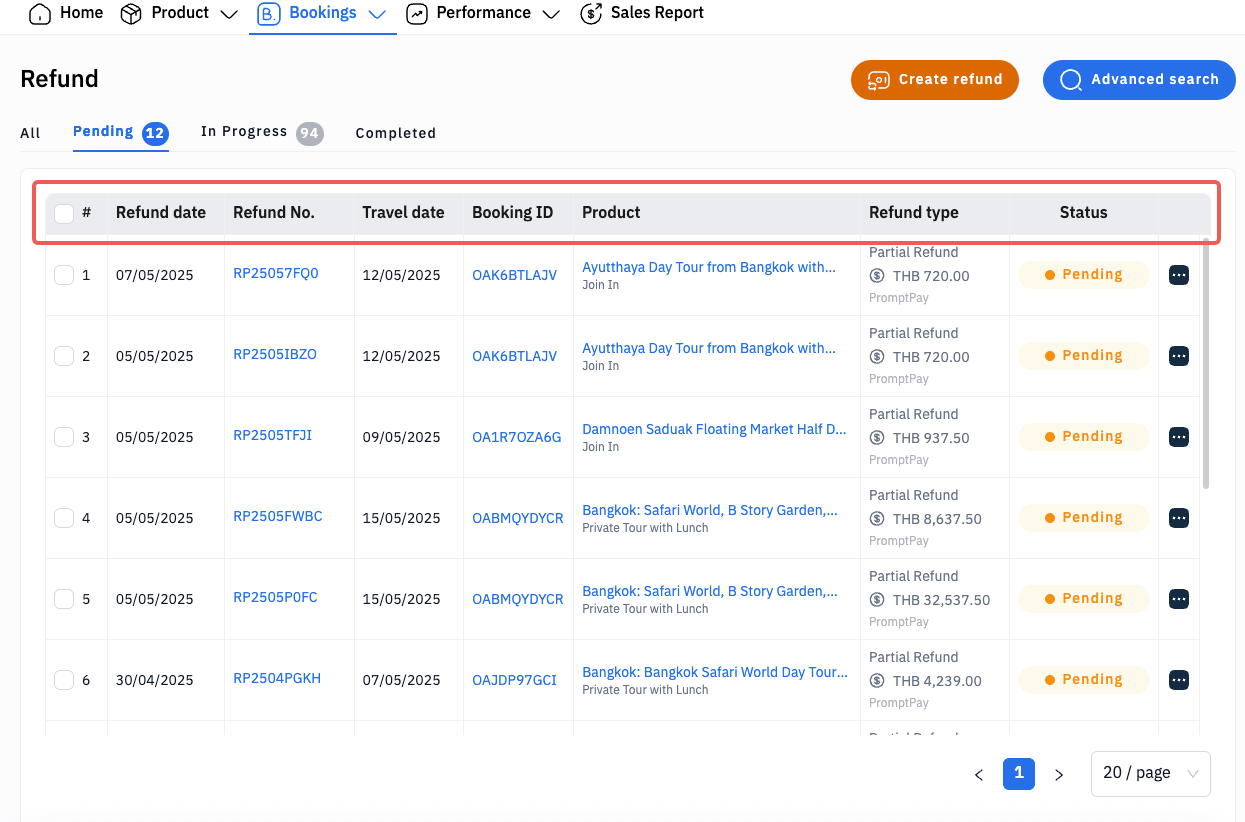 Home Product B. Bookings Performance Sales Report
Refund
Create refund
Advanced search
All Pending 12 In Progress 94 Completed
# Refund date Refund No. Travel date Booking ID Product Refund type Status
1 07/05/2025 RP25057FQ0 12/05/2025 OAK6BTLAJV Ayutthaya Day Tour from Bangkok with... Join In Partial Refund THB 720.00 PromptPay Pending
2 05/05/2025 RP2505IBZO 12/05/2025 OAK6BTLAJV Ayutthaya Day Tour from Bangkok with... Join In Partial Refund THB 720.00 PromptPay Pending
3 05/05/2025 RP2505TFJI 09/05/2025 OA1R7OZA6G Damnoen Saduak Floating Market Half D... Join In Partial Refund THB 937.50 PromptPay Pending
4 05/05/2025 RP2505FWBC 15/05/2025 OABMQYDYCR Bangkok: Safari World, B Story Garden,... Private Tour with Lunch Partial Refund THB 8,637.50 PromptPay Pending
5 05/05/2025 RP2505P0FC 15/05/2025 OABMQYDYCR Bangkok: Safari World, B Story Garden,... Private Tour with Lunch Partial Refund THB 32,537.50 PromptPay Pending
6 30/04/2025 RP2504PGKH 07/05/2025 OAJDP97GCI Bangkok: Bangkok Safari World Day Tour... Private Tour with Lunch Partial Refund THB 4,239.00 PromptPay Pending
< 1 > 20 / page